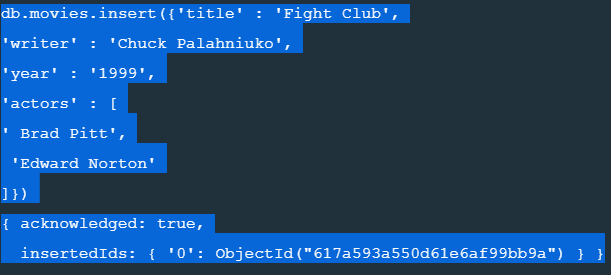 db.movies.insert({'title' : 'Fight Club',
'writer' : 'Chuck Palahniuko',
'year' : '1999',
'actors' : [
' Brad Pitt',
 'Edward Norton'
]})
{ acknowledged: true,
  insertedIds: { '0': ObjectId("617a593a550d61e6af99bb9a") } }